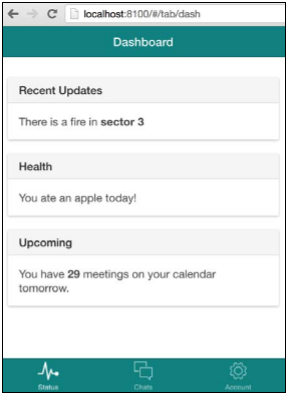 localhost:8100/#/tab/dash
Dashboard
Recent Updates
There is a fire in sector 3
Health
You ate an apple today!
Upcoming
You have 29 meetings on your calendar
tomorrow.
Status
Chats
Account